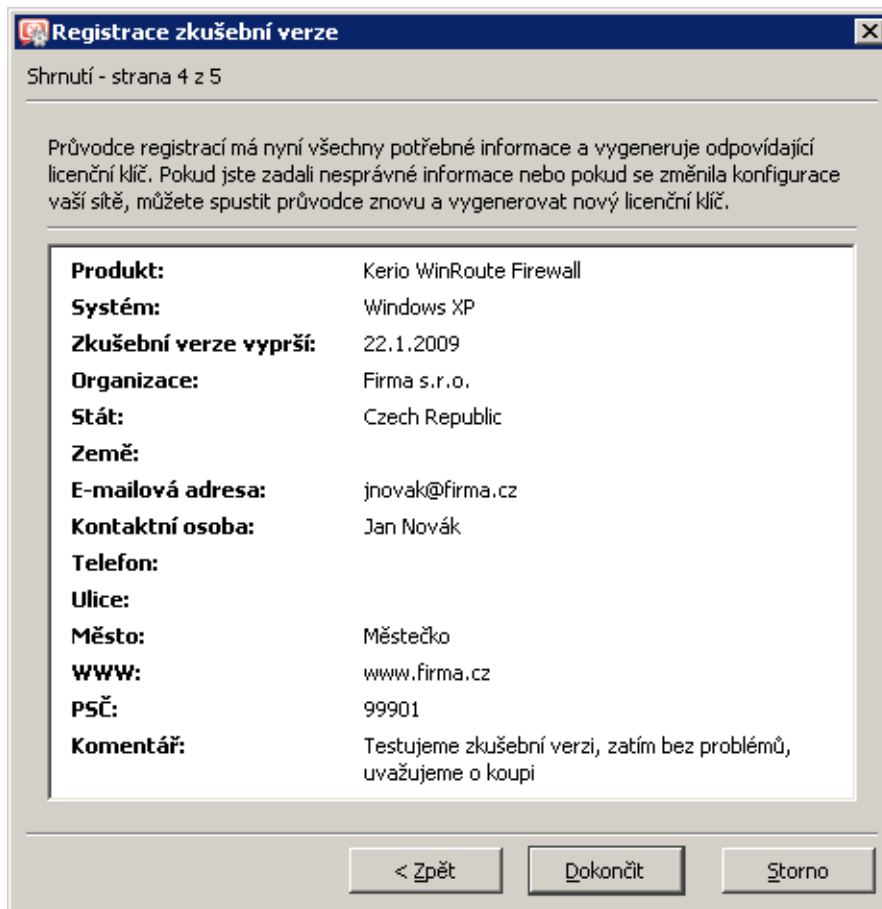 Registrace zkušební verze
Shrnutí - strana 4 z 5
Průvodce registrací má nyní všechny potřebné informace a vygeneruje odpovídající
licenční klíč. Pokud jste zadali nesprávné informace nebo pokud se změnila konfigurace
vaší sítě, můžete spustit průvodce znovu a vygenerovat nový licenční klíč.
Produkt: Kerio WinRoute Firewall
Systém: Windows XP
Zkušební verze vyprší: 22.1.2009
Organizace: Firma s.r.o.
Stát: Czech Republic
Země:
E-mailová adresa: jnovak@firma.cz
Kontaktní osoba: Jan Novák
Telefon:
Ulice:
Město: Městečko
WWW: www.firma.cz
PSČ: 99901
Komentář: Testujeme zkušební verzi, zatím bez problémů,
uvažujeme o koupi
< Zpět Dokončit Storno